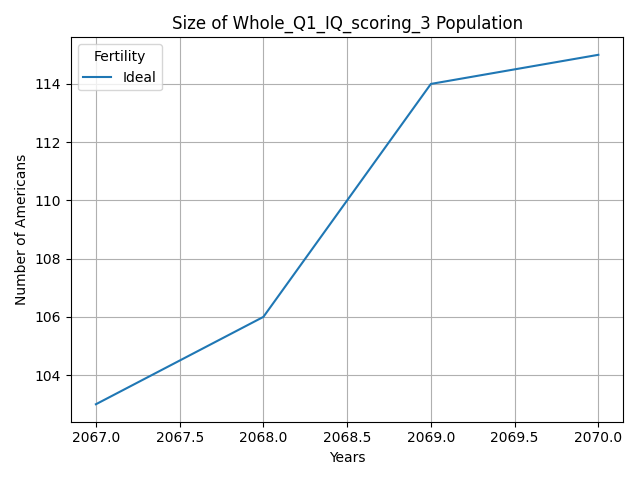 Size of Whole_Q1_IQ_scoring_3 Population
Fertility
Ideal
Number of Americans
114
112
110
108
106
104
2067.0 2067.5 2068.0 2068.5 2069.0 2069.5 2070.0
Years